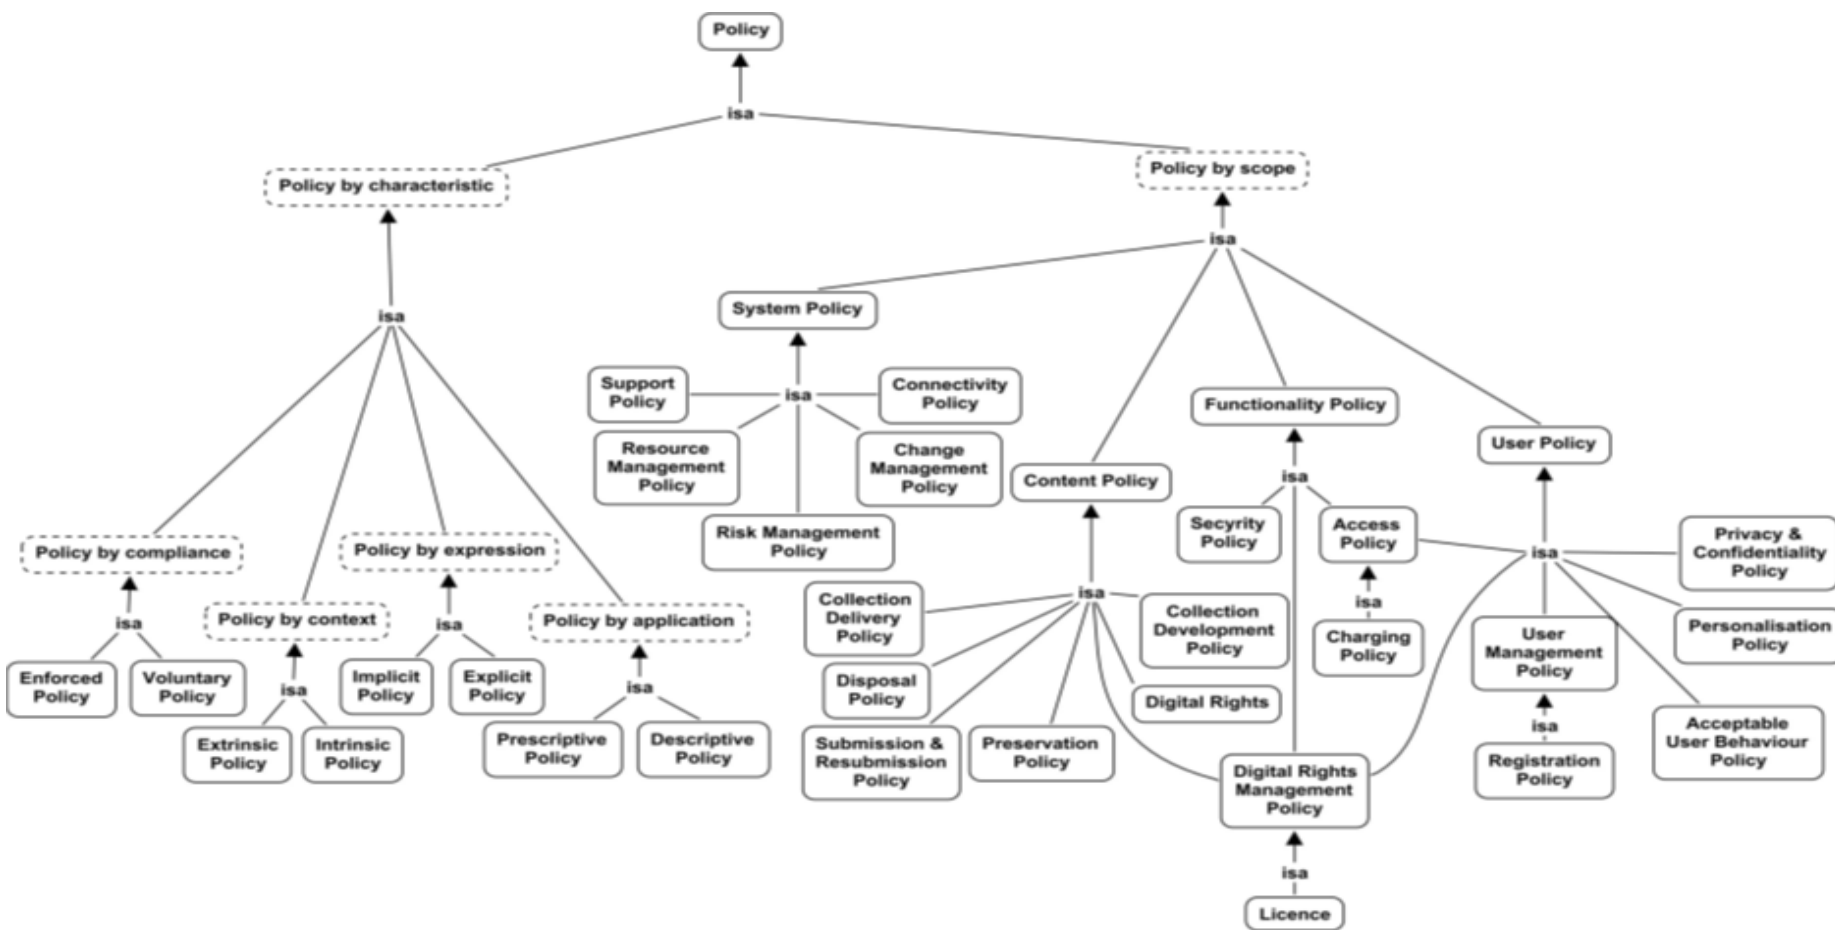 Policy
isa
Policy by characteristic
Policy by scope
isa
isa
System Policy
Support
Policy
isa
Connectivity
Policy
Resource
Management
Policy
Change
Management
Policy
Risk Management
Policy
Functionality Policy
User Policy
Content Policy
isa
Secyrity
Policy
Access
Policy
isa
Charging
Policy
isa
Privacy &
Confidentiality
Policy
Personalisation
Policy
User
Management
Policy
Acceptable
User Behaviour
Policy
isa
Registration
Policy
Policy by compliance
isa
Enforced
Policy
Voluntary
Policy
Policy by context
isa
Extrinsic
Policy
Intrinsic
Policy
Policy by expression
isa
Implicit
Policy
Explicit
Policy
Policy by application
isa
Prescriptive
Policy
Descriptive
Policy
isa
Collection
Delivery
Policy
Collection
Development
Policy
Disposal
Policy
Digital Rights
Submission &
Resubmission
Policy
Preservation
Policy
Digital Rights
Management
Policy
isa
Licence